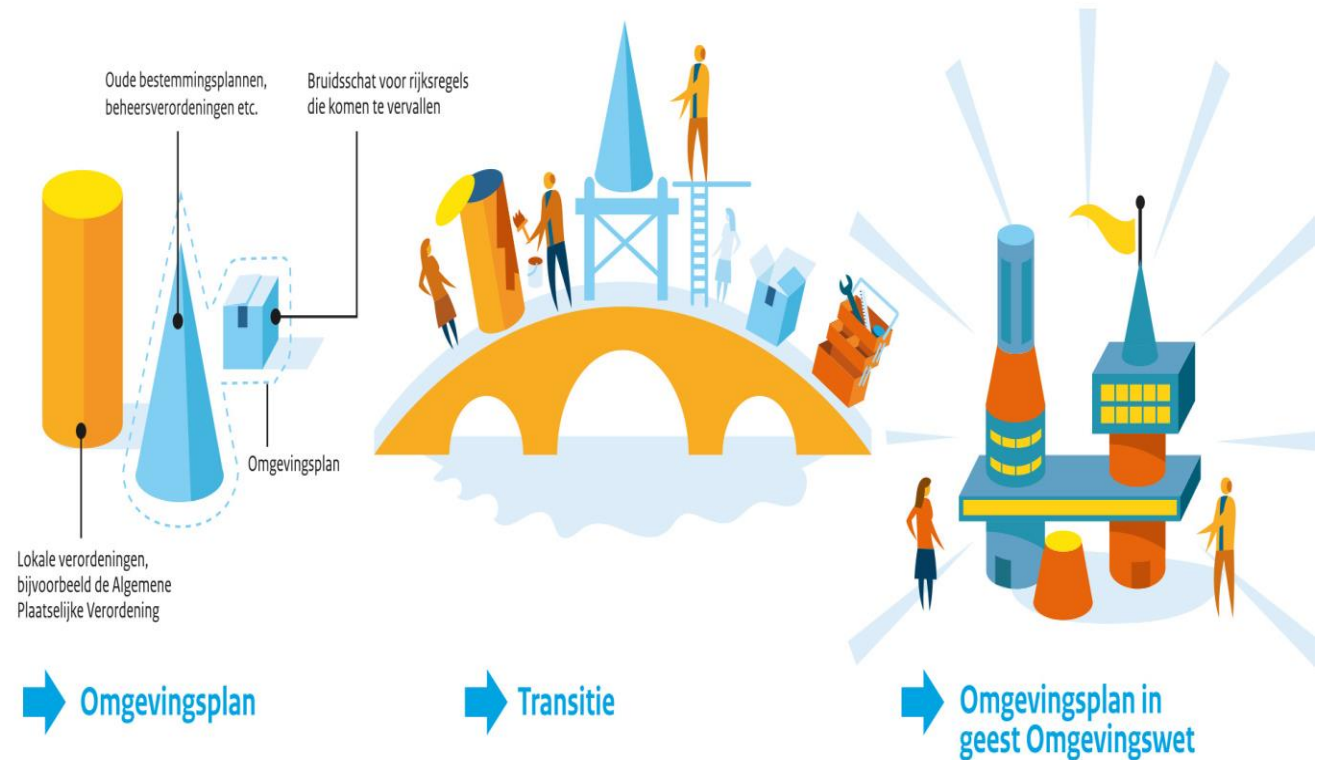 Oude bestemmingsplannen,
beheersverordeningen etc.
Bruidsschat voor rijksregels
die komen te vervallen
Omgevingsplan
Lokale verordeningen,
bijvoorbeeld de Algemene
Plaatselijke Verordening
Omgevingsplan
Transitie
Omgevingsplan in
geest Omgevingswet